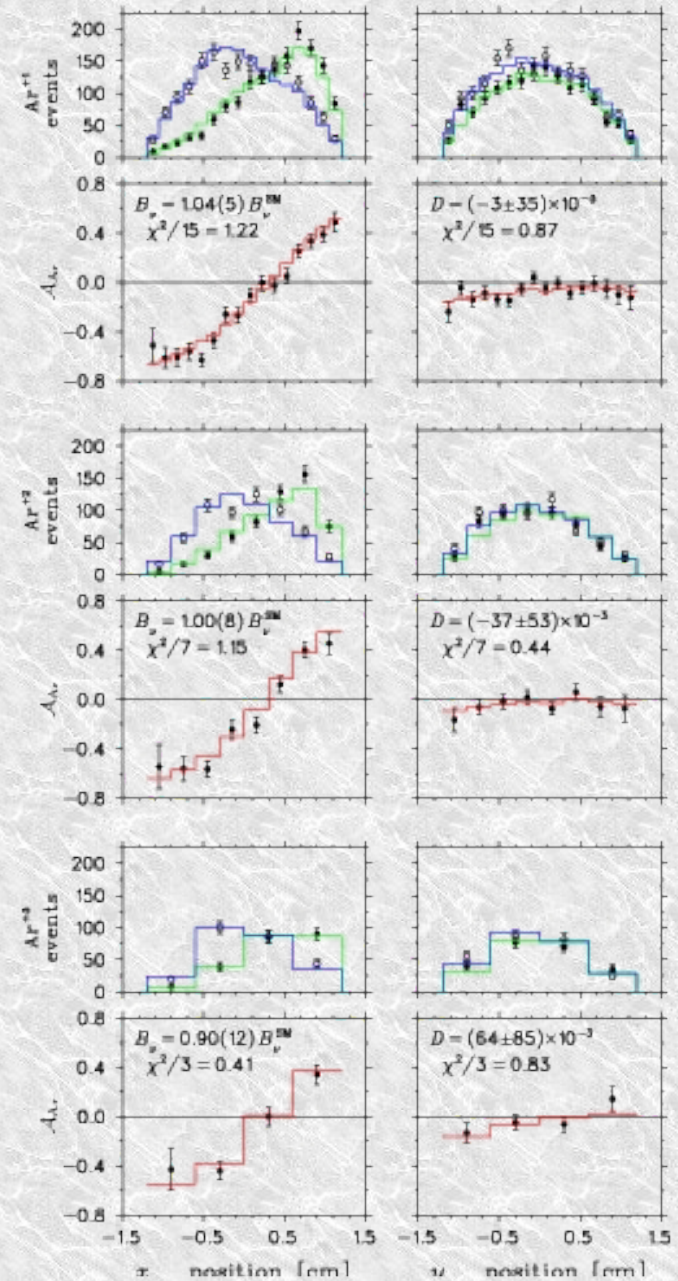 Ar+1 events
200
150
100
50
0
B_ν = 1.04(5) B_ν^SM
χ²/15 = 1.22
D = (−3±35)×10⁻³
χ²/15 = 0.87
0.8
0.4
0.0
−0.4
−0.8
Ar+2 events
200
150
100
50
0
B_ν = 1.00(8) B_ν^SM
χ²/7 = 1.15
D = (−37±53)×10⁻³
χ²/7 = 0.44
0.8
0.4
0.0
−0.4
−0.8
Ar+3 events
200
150
100
50
0
B_ν = 0.90(12) B_ν^SM
χ²/3 = 0.41
D = (64±85)×10⁻³
χ²/3 = 0.83
0.8
0.4
0.0
−0.4
−0.8
−1.5 −0.5 0.5 1.5 −1.5 −0.5 0.5 1.5
x position [cm] y position [cm]